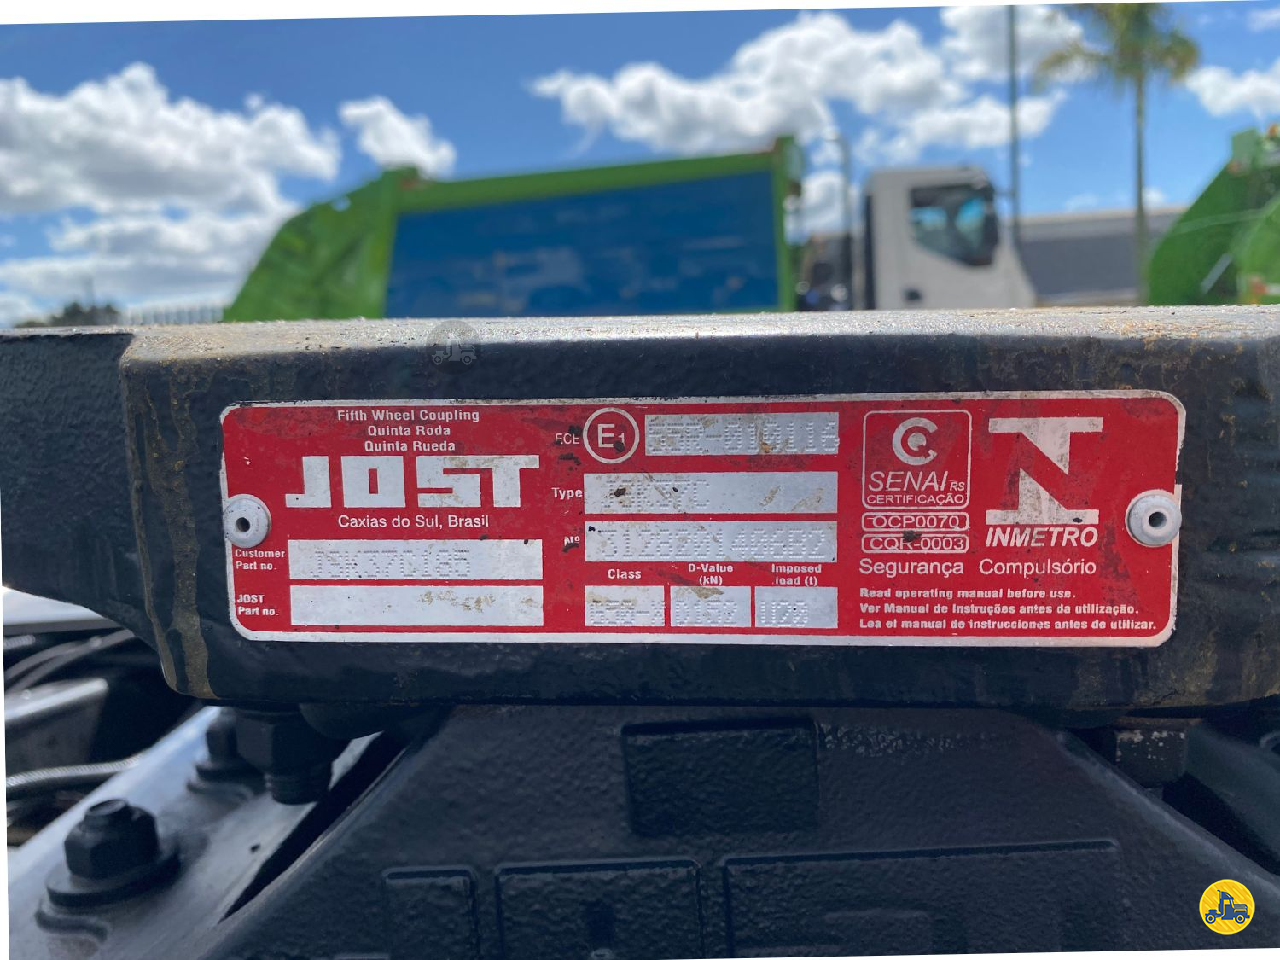 Fifth Wheel Coupling
Quinta Roda
Quinta Rueda
JOST
Caxias do Sul, Brasil
Customer
Part no.
JOST
Part no.
ECE E1
Type
Nº
Class
D-Value
(kN)
Imposed
load (t)
SENAI RS
CERTIFICAÇÃO
OCP0070
CQR-0003
Segurança
INMETRO
Compulsório
Read operating manual before use.
Ver Manual de Instruções antes da utilização.
Lea el manual de instrucciones antes de utilizar.